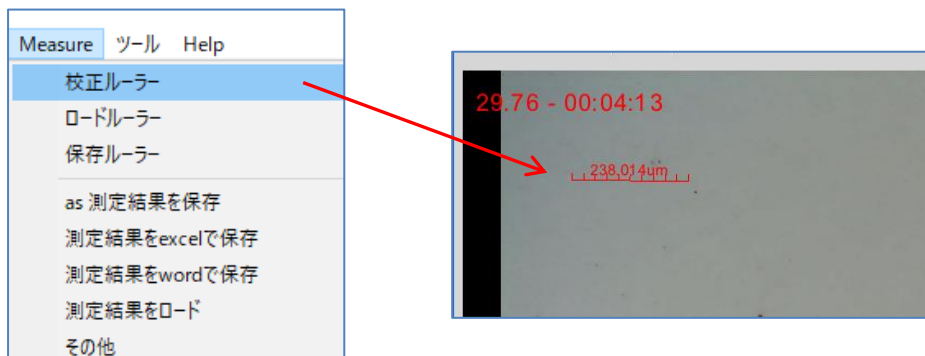 Measure ツール Help
校正ルーラー
ロードルーラー
保存ルーラー
as 測定結果を保存
測定結果をexcelで保存
測定結果をwordで保存
測定結果をロード
その他
29.76 - 00:04:13
238.014um